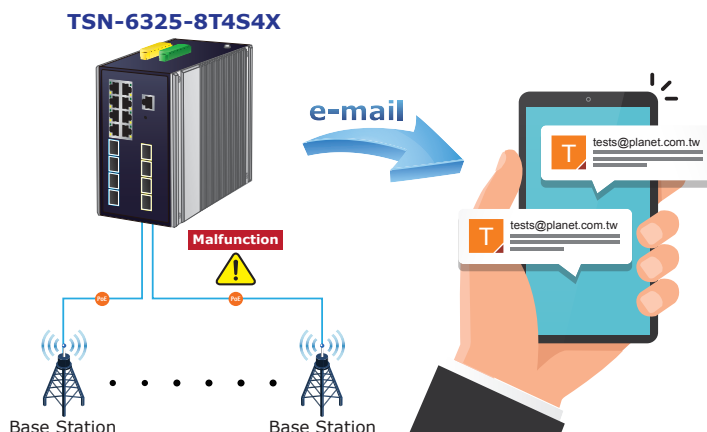 TSN-6325-8T4S4X
e-mail
T
tests@planet.com.tw
T
tests@planet.com.tw
Malfunction
PoE
PoE
Base Station
Base Station